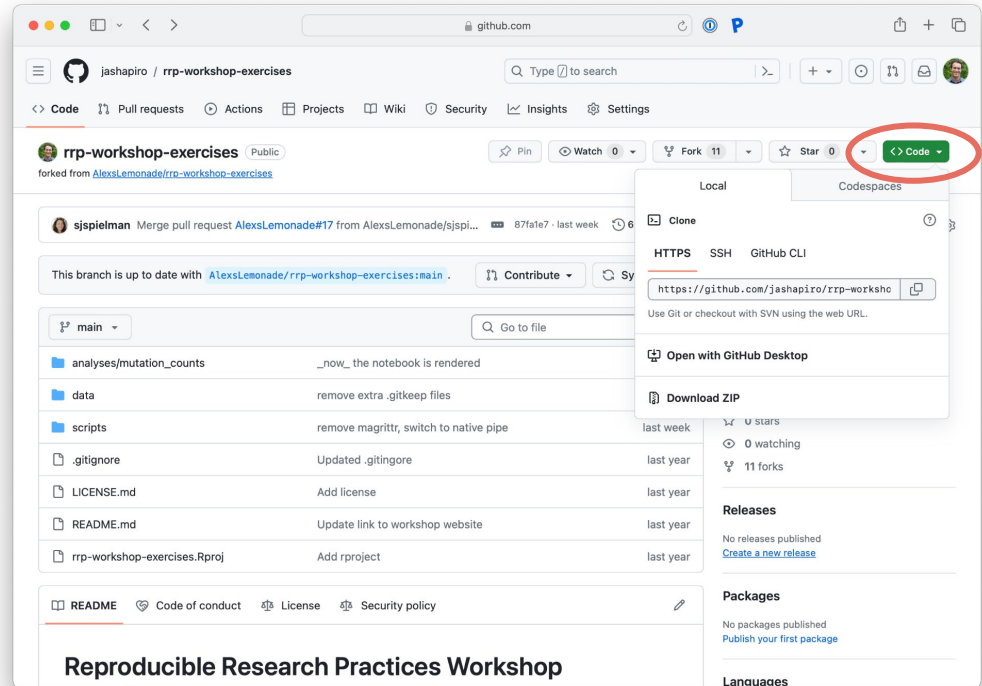 github.com
jashapiro / rrp-workshop-exercises
Type / to search
<> Code Pull requests Actions Projects Wiki Security Insights Settings
rrp-workshop-exercises Public
Pin Watch 0 Fork 11 Star 0 <> Code
forked from AlexsLemonade/rrp-workshop-exercises
Local Codespaces
sjspielman Merge pull request AlexsLemonade#17 from AlexsLemonade/sjspi... 87fa1e7 · last week 6
Clone
HTTPS SSH GitHub CLI
This branch is up to date with AlexsLemonade/rrp-workshop-exercises:main . Contribute Sy
https://github.com/jashapiro/rrp-worksho
Use Git or checkout with SVN using the web URL.
main Go to file
Open with GitHub Desktop
Download ZIP
analyses/mutation_counts _now_ the notebook is rendered
data remove extra .gitkeep files
scripts remove magrittr, switch to native pipe last week
.gitignore Updated .gitingore last year
LICENSE.md Add license last year
README.md Update link to workshop website last year
rrp-workshop-exercises.Rproj Add rproject last year
0 stars
0 watching
11 forks
Releases
No releases published
Create a new release
Packages
No packages published
Publish your first package
Languages
README Code of conduct License Security policy
Reproducible Research Practices Workshop